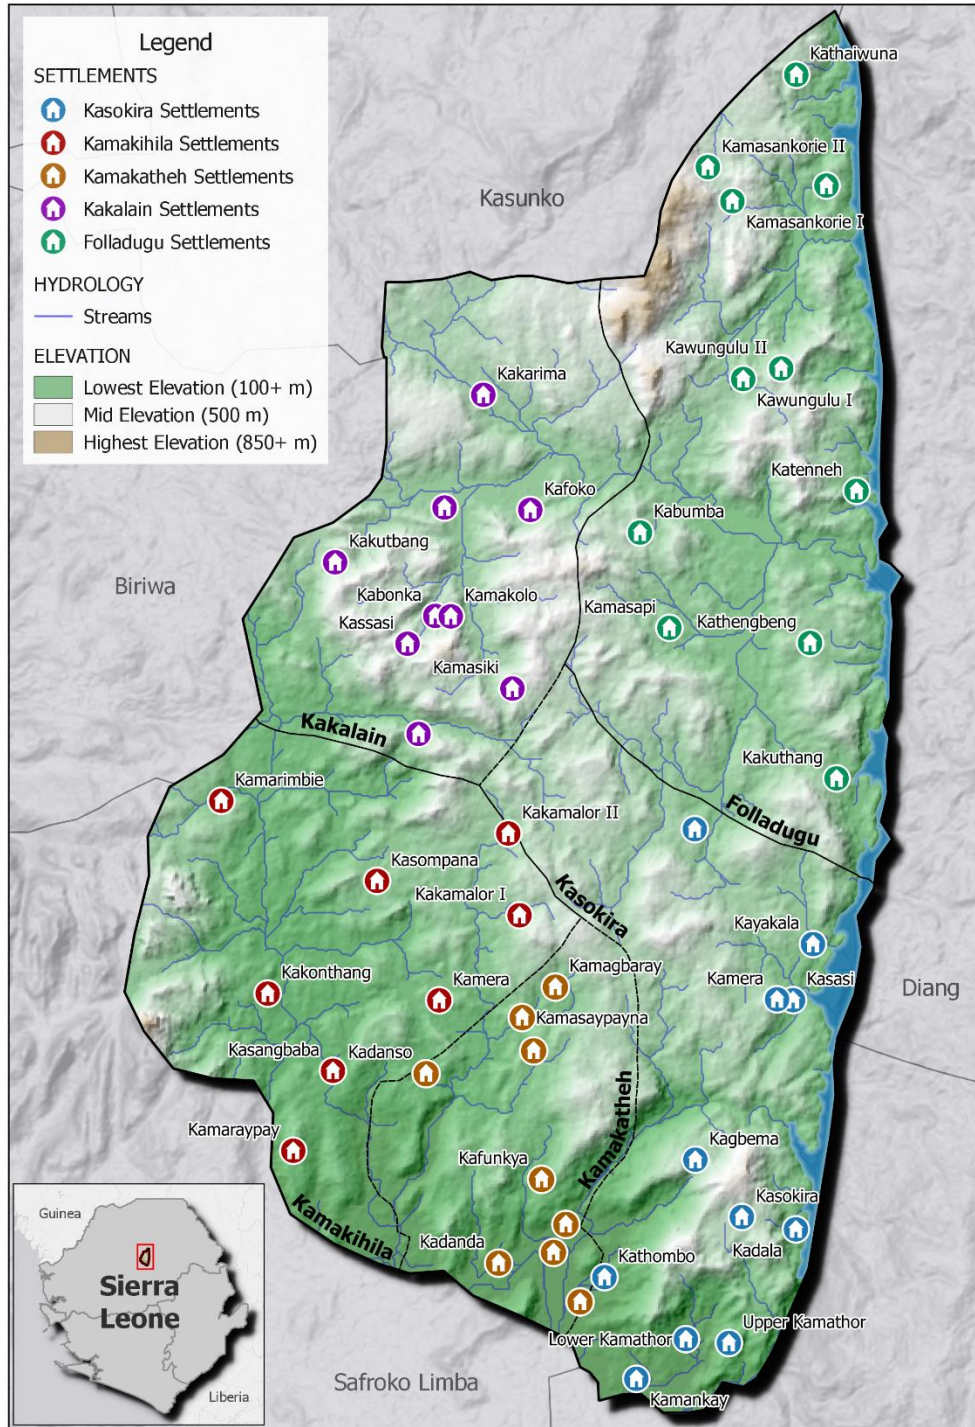 Legend
SETTLEMENTS
Kasokira Settlements
Kamakihila Settlements
Kamakatheh Settlements
Kakalain Settlements
Folladugu Settlements
HYDROLOGY
Streams
ELEVATION
Lowest Elevation (100+ m)
Mid Elevation (500 m)
Highest Elevation (850+ m)
Kathaiwuna
Kamasankorie II
Kasunko
Kamasankorie I
Kawungulu II
Kakarima
Kawungulu I
Katenneh
Kafoko
Kabumba
Kakutbang
Biriwa
Kabonka
Kamakolo
Kamasapi
Kathengbeng
Kassasi
Kamasiki
Kakalain
Kamarimbie
Kakuthang
Folladugu
Kakamalor II
Kasompana
Kakamalor I
Kasokira
Kayakala
Kakonthang
Kamera
Kamagbaray
Kamera
Kasasi
Diang
Kamasaypayna
Kasangbaba
Kadanso
Kamakatheh
Kamaraypay
Kagbema
Kafunkya
Kasokira
Kamakihila
Kadanda
Kathombo
Kadala
Lower Kamathor
Upper Kamathor
Safroko Limba
Kamankay
Guinea
Sierra
Leone
Liberia